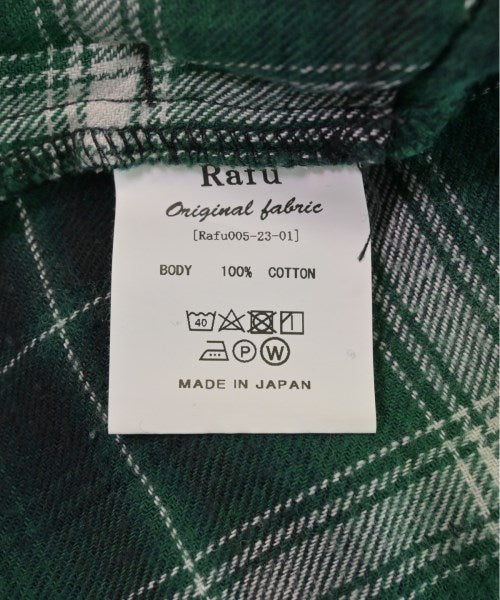 Rafu
Original fabric
[Rafu005-23-01]
BODY 100% COTTON
40
P W
MADE IN JAPAN